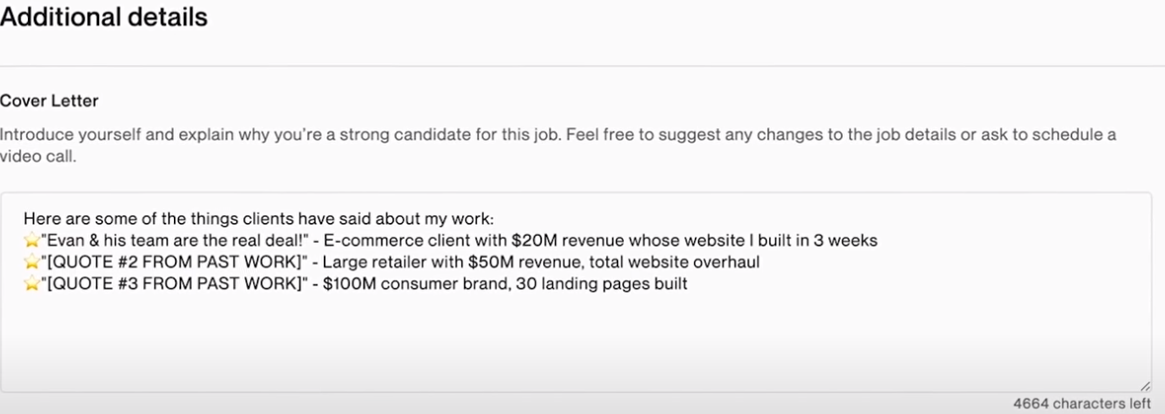 Additional details
Cover Letter
Introduce yourself and explain why you're a strong candidate for this job. Feel free to suggest any changes to the job details or ask to schedule a
video call.
Here are some of the things clients have said about my work:
⭐"Evan & his team are the real deal!" - E-commerce client with $20M revenue whose website I built in 3 weeks
⭐"[QUOTE #2 FROM PAST WORK]" - Large retailer with $50M revenue, total website overhaul
⭐"[QUOTE #3 FROM PAST WORK]" - $100M consumer brand, 30 landing pages built
4664 characters left